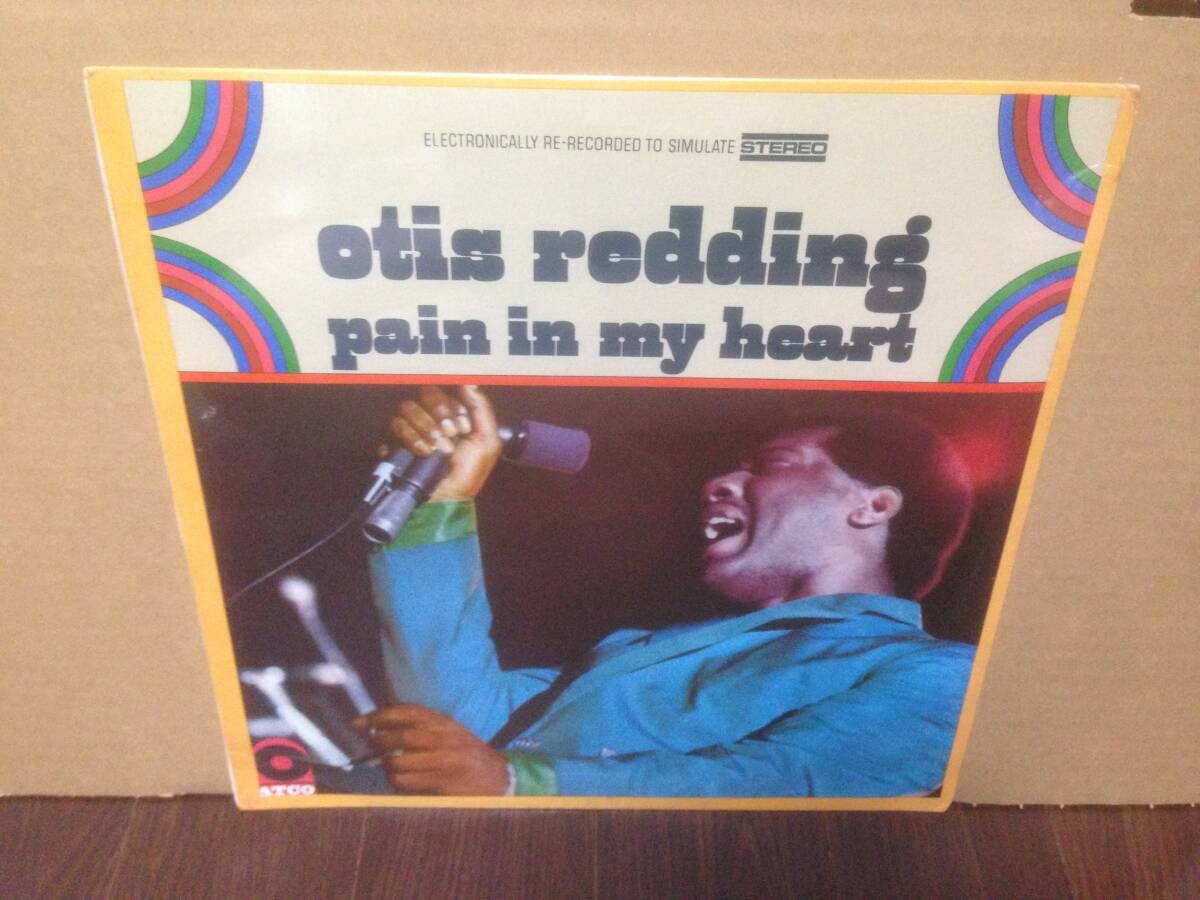 ELECTRONICALLY RE-RECORDED TO SIMULATE STEREO
otis redding
pain in my heart
ATCO